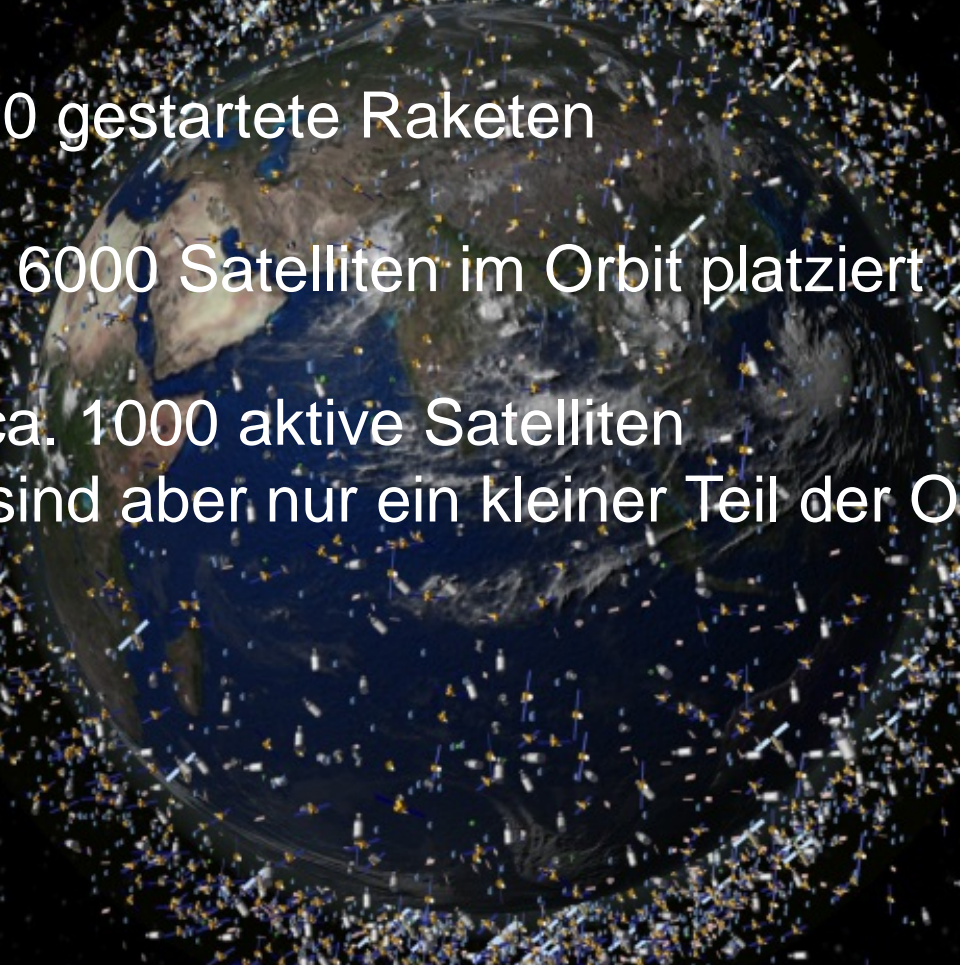 0 gestartete Raketen
6000 Satelliten im Orbit platziert
ca. 1000 aktive Satelliten
sind aber nur ein kleiner Teil der O